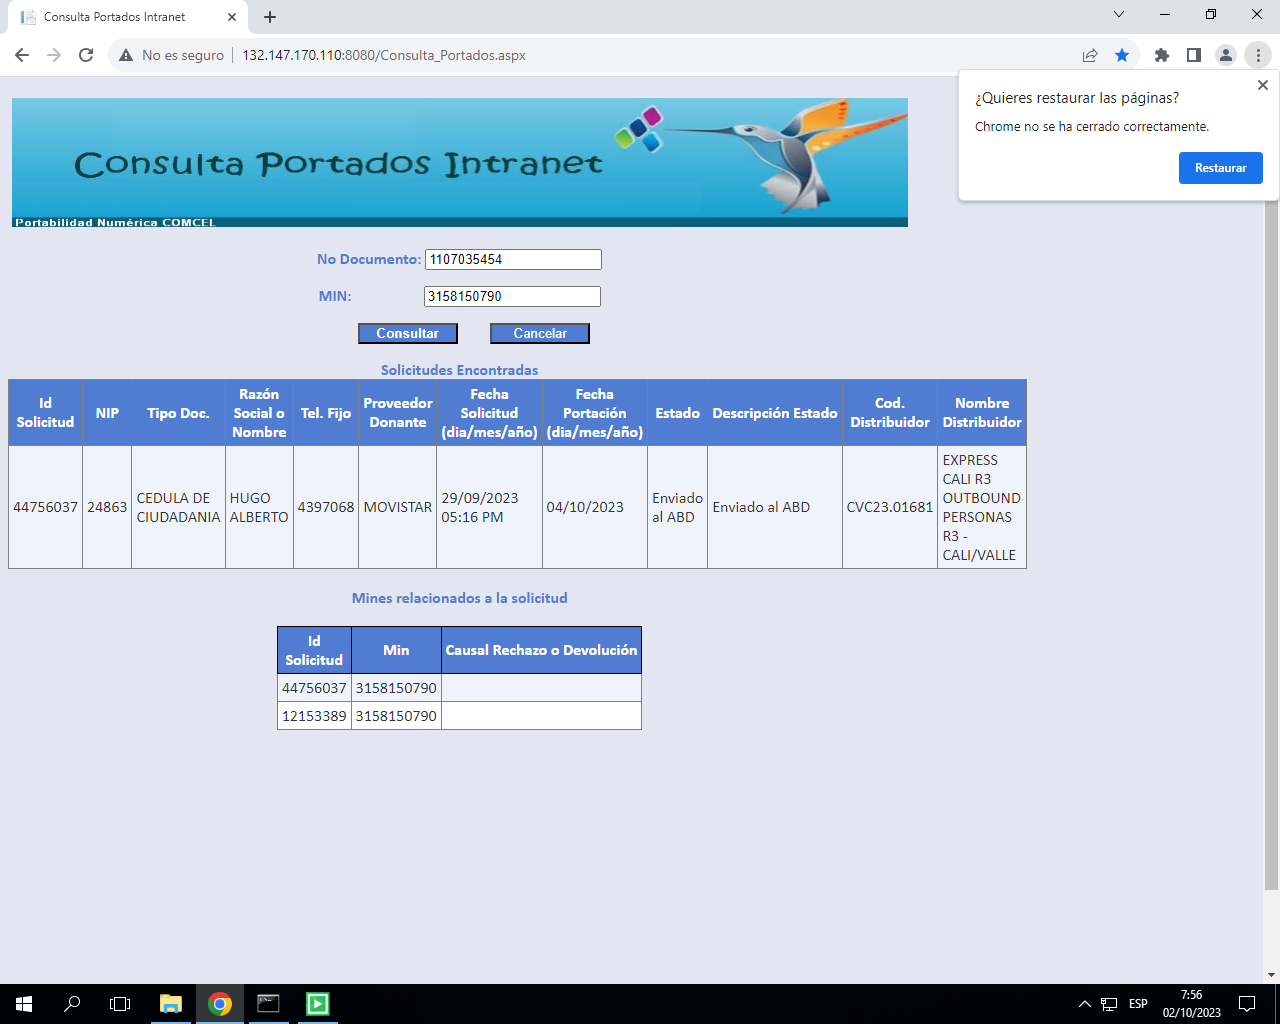 Consulta Portados Intranet
No es seguro
132.147.170.110:8080/Consulta_Portados.aspx
¿Quieres restaurar las páginas?
Chrome no se ha cerrado correctamente.
Restaurar
Consulta Portados Intranet
Portabilidad Numérica COMCEL
No Documento: 1107035454
MIN: 3158150790
Consultar Cancelar
Solicitudes Encontradas
Id Solicitud NIP Tipo Doc. Razón Social o Nombre Tel. Fijo Proveedor Donante Fecha Solicitud (dia/mes/año) Fecha Portación (dia/mes/año) Estado Descripción Estado Cod. Distribuidor Nombre Distribuidor
44756037 24863 CEDULA DE CIUDADANIA HUGO ALBERTO 4397068 MOVISTAR 29/09/2023 05:16 PM 04/10/2023 Enviado al ABD Enviado al ABD CVC23.01681 EXPRESS CALI R3 OUTBOUND PERSONAS R3 - CALI/VALLE
Mines relacionados a la solicitud
Id Solicitud Min Causal Rechazo o Devolución
44756037 3158150790
12153389 3158150790
ESP
7:56
02/10/2023